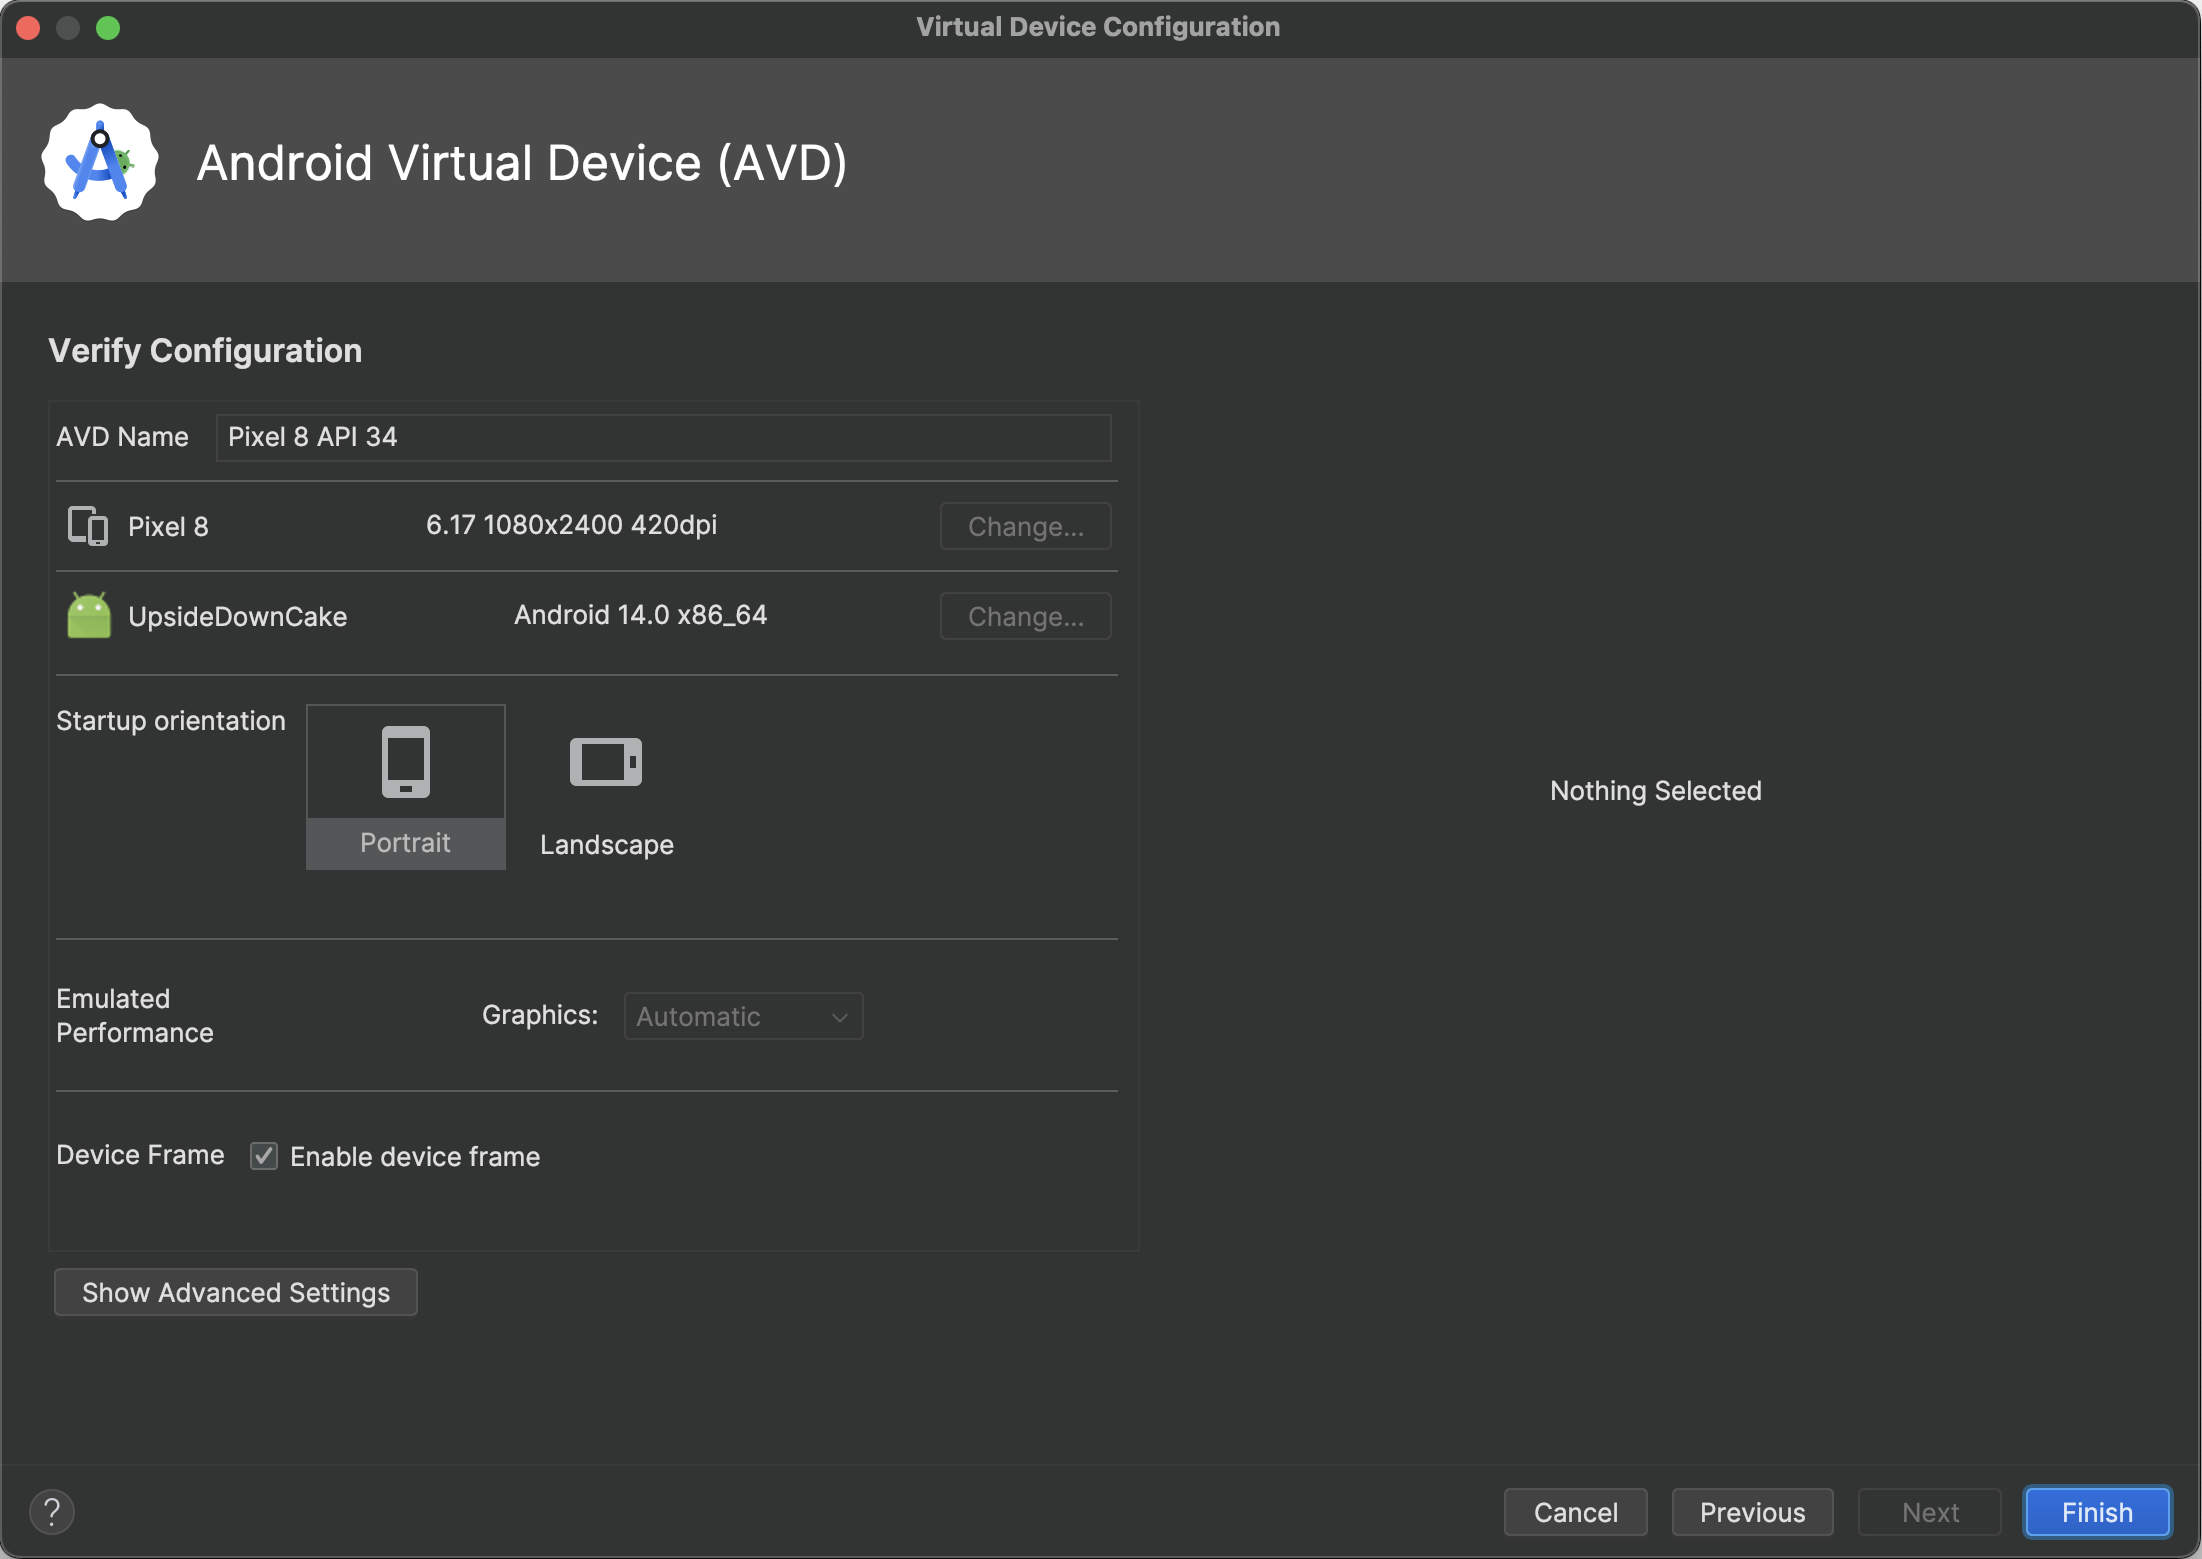 Virtual Device Configuration
Android Virtual Device (AVD)
Verify Configuration
AVD Name Pixel 8 API 34
Pixel 8 6.17 1080x2400 420dpi Change...
UpsideDownCake Android 14.0 x86_64 Change...
Startup orientation
Portrait Landscape
Nothing Selected
Emulated
Performance
Graphics: Automatic
Device Frame Enable device frame
Show Advanced Settings
? Cancel Previous Next Finish